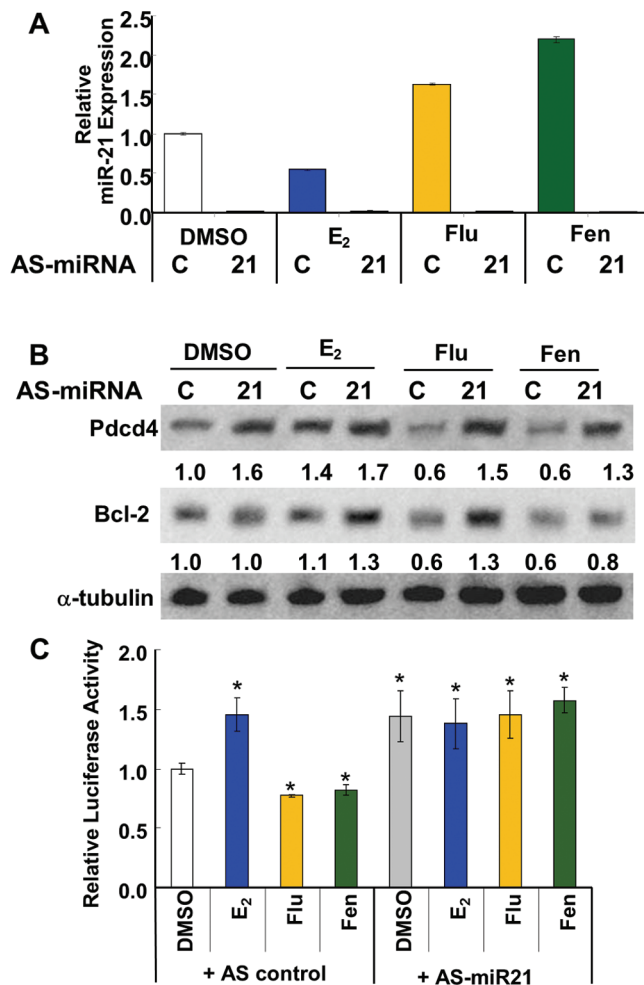 A
Relative
miR-21 Expression
2.5
2.0
1.5
1.0
0.5
0.0
DMSO E2 Flu Fen
AS-miRNA C 21 C 21 C 21 C 21
B
DMSO E2 Flu Fen
AS-miRNA C 21 C 21 C 21 C 21
Pdcd4
1.0 1.6 1.4 1.7 0.6 1.5 0.6 1.3
Bcl-2
1.0 1.0 1.1 1.3 0.6 1.3 0.6 0.8
α-tubulin
C
Relative Luciferase Activity
2.0
1.5
1.0
0.5
0.0
* * * * * * *
DMSO E2 Flu Fen DMSO E2 Flu Fen
+ AS control + AS-miR21